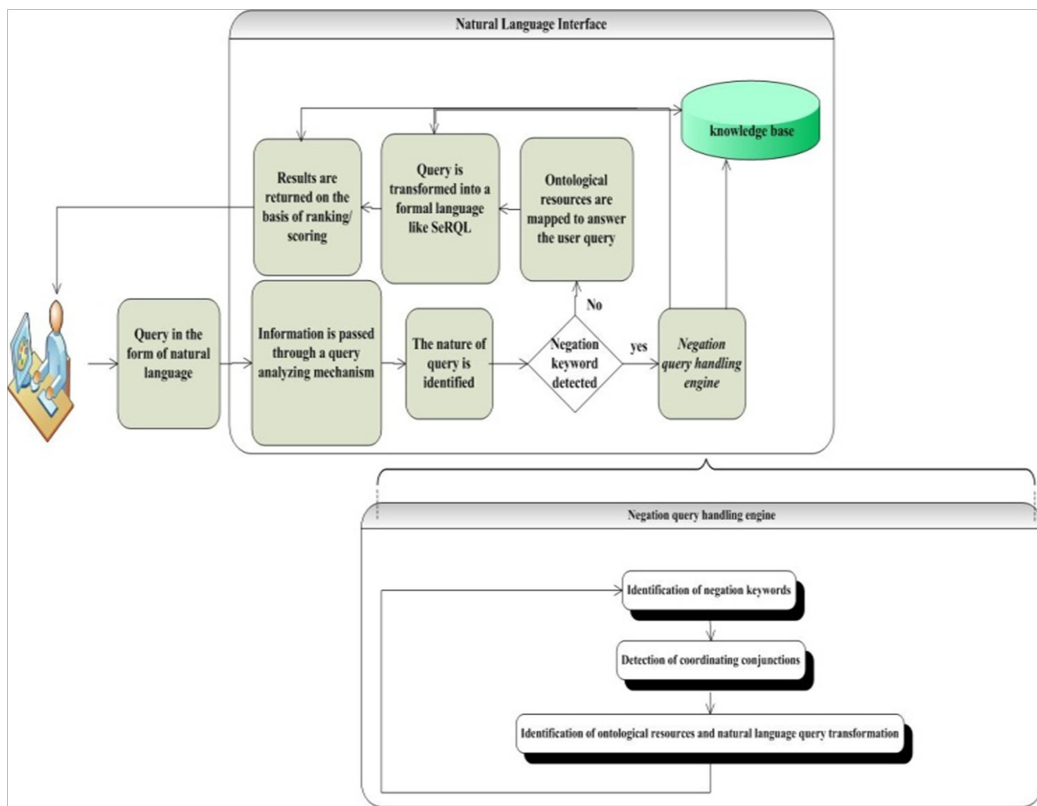 Natural Language Interface
knowledge base
Results are
returned on the
basis of ranking/
scoring
Query is
transformed into a
formal language
like SeRQL
Ontological
resources are
mapped to answer
the user query
Query in the
form of natural
language
Information is passed
through a query
analyzing mechanism
The nature of
query is
identified
Negation
keyword
detected
No
yes
Negation
query handling
engine
Negation query handling engine
Identification of negation keywords
Detection of coordinating conjunctions
Identification of ontological resources and natural language query transformation